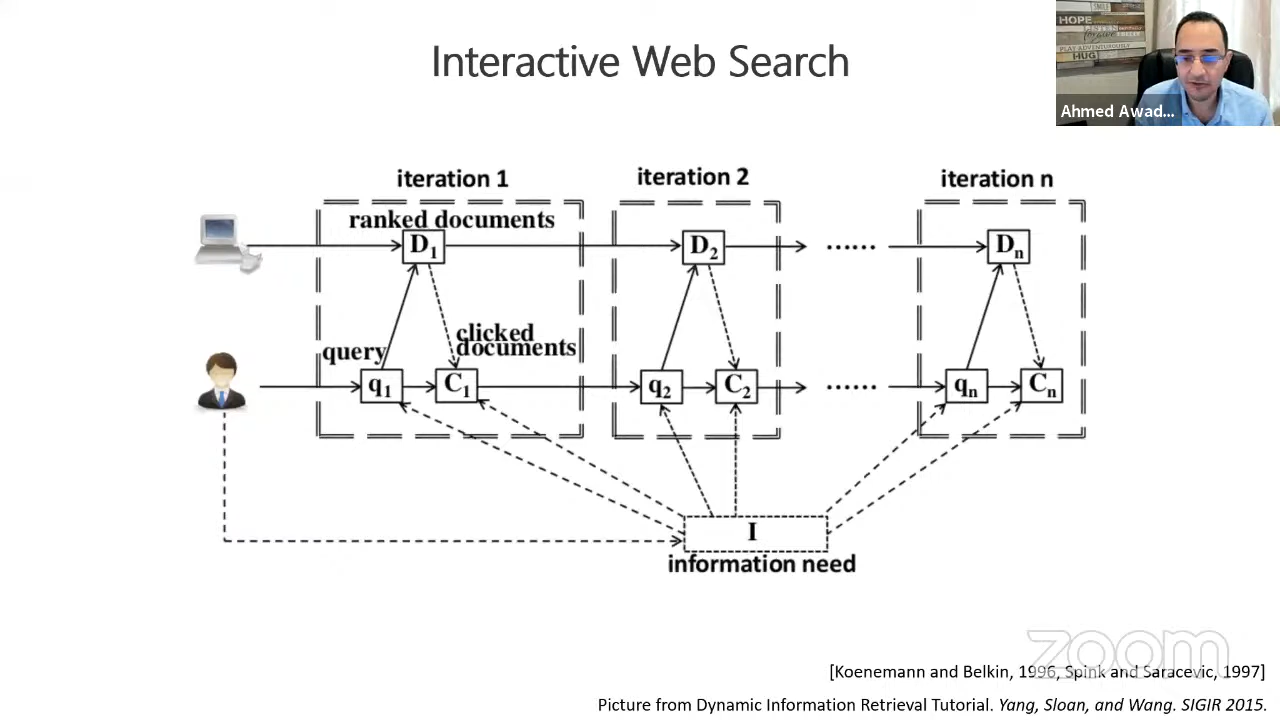 Interactive Web Search
HOPE
PLAY ADVENTUROUSLY
HUG
Ahmed Awad...
iteration 1
iteration 2
iteration n
ranked documents
D1
D2
......
Dn
query
clicked
documents
q1
C1
q2
C2
......
qn
Cn
I
information need
zoom
[Koenemann and Belkin, 1996, Spink and Saracevic, 1997]
Picture from Dynamic Information Retrieval Tutorial. Yang, Sloan, and Wang. SIGIR 2015.